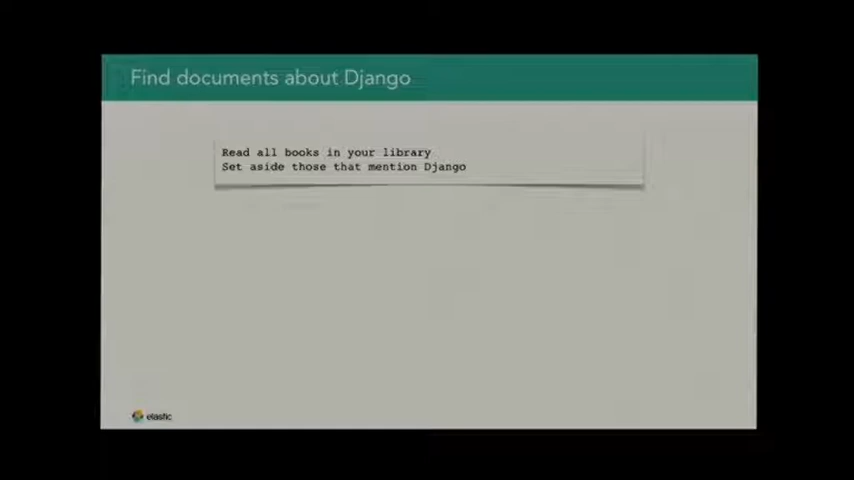 Find documents about Django
Read all books in your library
Set aside those that mention Django
elastic